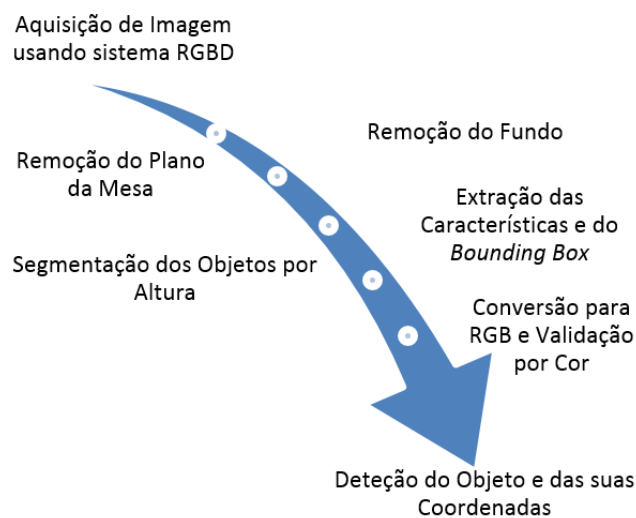 Aquisição de Imagem
usando sistema RGBD
Remoção do Fundo
Remoção do Plano
da Mesa
Extração das
Características e do
Bounding Box
Segmentação dos Objetos por
Altura
Conversão para
RGB e Validação
por Cor
Deteção do Objeto e das suas
Coordenadas